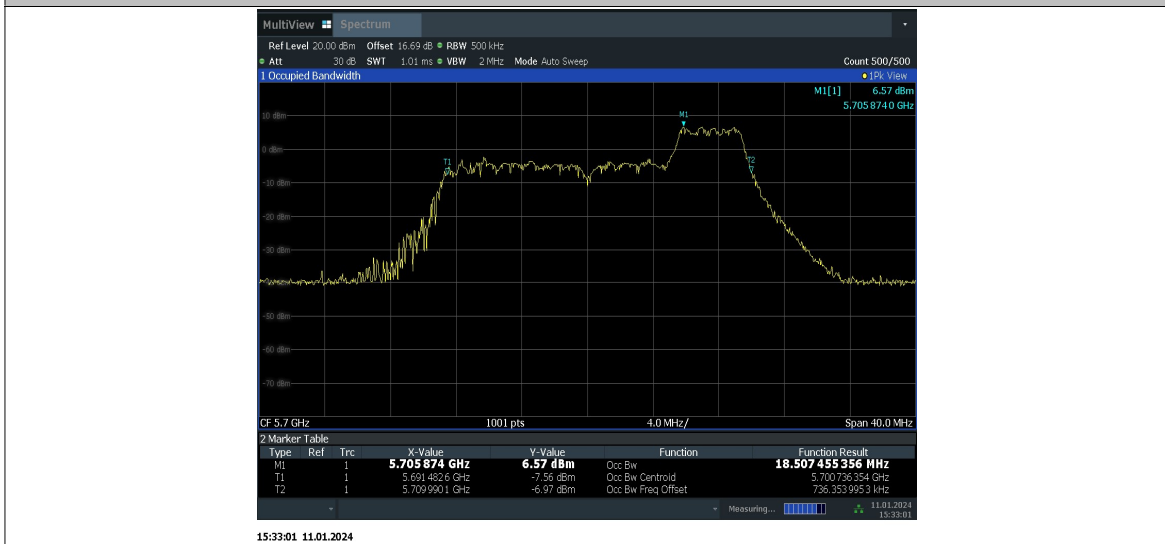 MultiView Spectrum
Ref Level 20.00 dBm Offset 16.69 dB RBW 500 kHz
Att 30 dB SWT 1.01 ms VBW 2 MHz Mode Auto Sweep Count 500/500
1 Occupied Bandwidth 1Pk View
M1[1] 6.57 dBm
5.705 874 0 GHz
M1
10 dBm
0 dBm
T1
T2
-10 dBm
-20 dBm
-30 dBm
-50 dBm
-60 dBm
-70 dBm
CF 5.7 GHz 1001 pts 4.0 MHz/ Span 40.0 MHz
2 Marker Table
Type Ref Trc X-Value Y-Value Function Function Result
M1 1 5.705 874 GHz 6.57 dBm Occ Bw 18.507 455 356 MHz
T1 1 5.691 482 6 GHz -7.56 dBm Occ Bw Centroid 5.700 736 354 GHz
T2 1 5.709 990 1 GHz -6.97 dBm Occ Bw Freq Offset 736.353 995 3 kHz
Measuring... 11.01.2024
15:33:01
15:33:01 11.01.2024